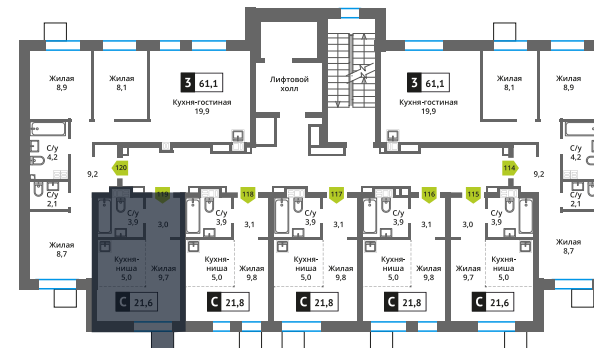 Жилая
8,9
Жилая
8,1
3 61,1
Кухня-гостиная
19,9
Лифтовой
холл
3 61,1
Кухня-гостиная
19,9
Жилая
8,1
Жилая
8,9
С/у
4,2
9,2
120
114
9,2
С/у
4,2
С/у
2,1
119
118
117
116
115
С/у
2,1
С/у
3,9
3,0
С/у
3,9
3,1
С/у
3,9
3,1
С/у
3,9
3,1
3,0
С/у
3,9
Жилая
8,7
Кухня-
ниша
5,0
Жилая
9,7
Кухня-
ниша
5,0
Жилая
9,8
Кухня-
ниша
5,0
Жилая
9,8
Кухня-
ниша
5,0
Жилая
9,8
Жилая
9,7
Кухня-
ниша
5,0
Жилая
8,7
С 21,6
С 21,8
С 21,8
С 21,8
С 21,6